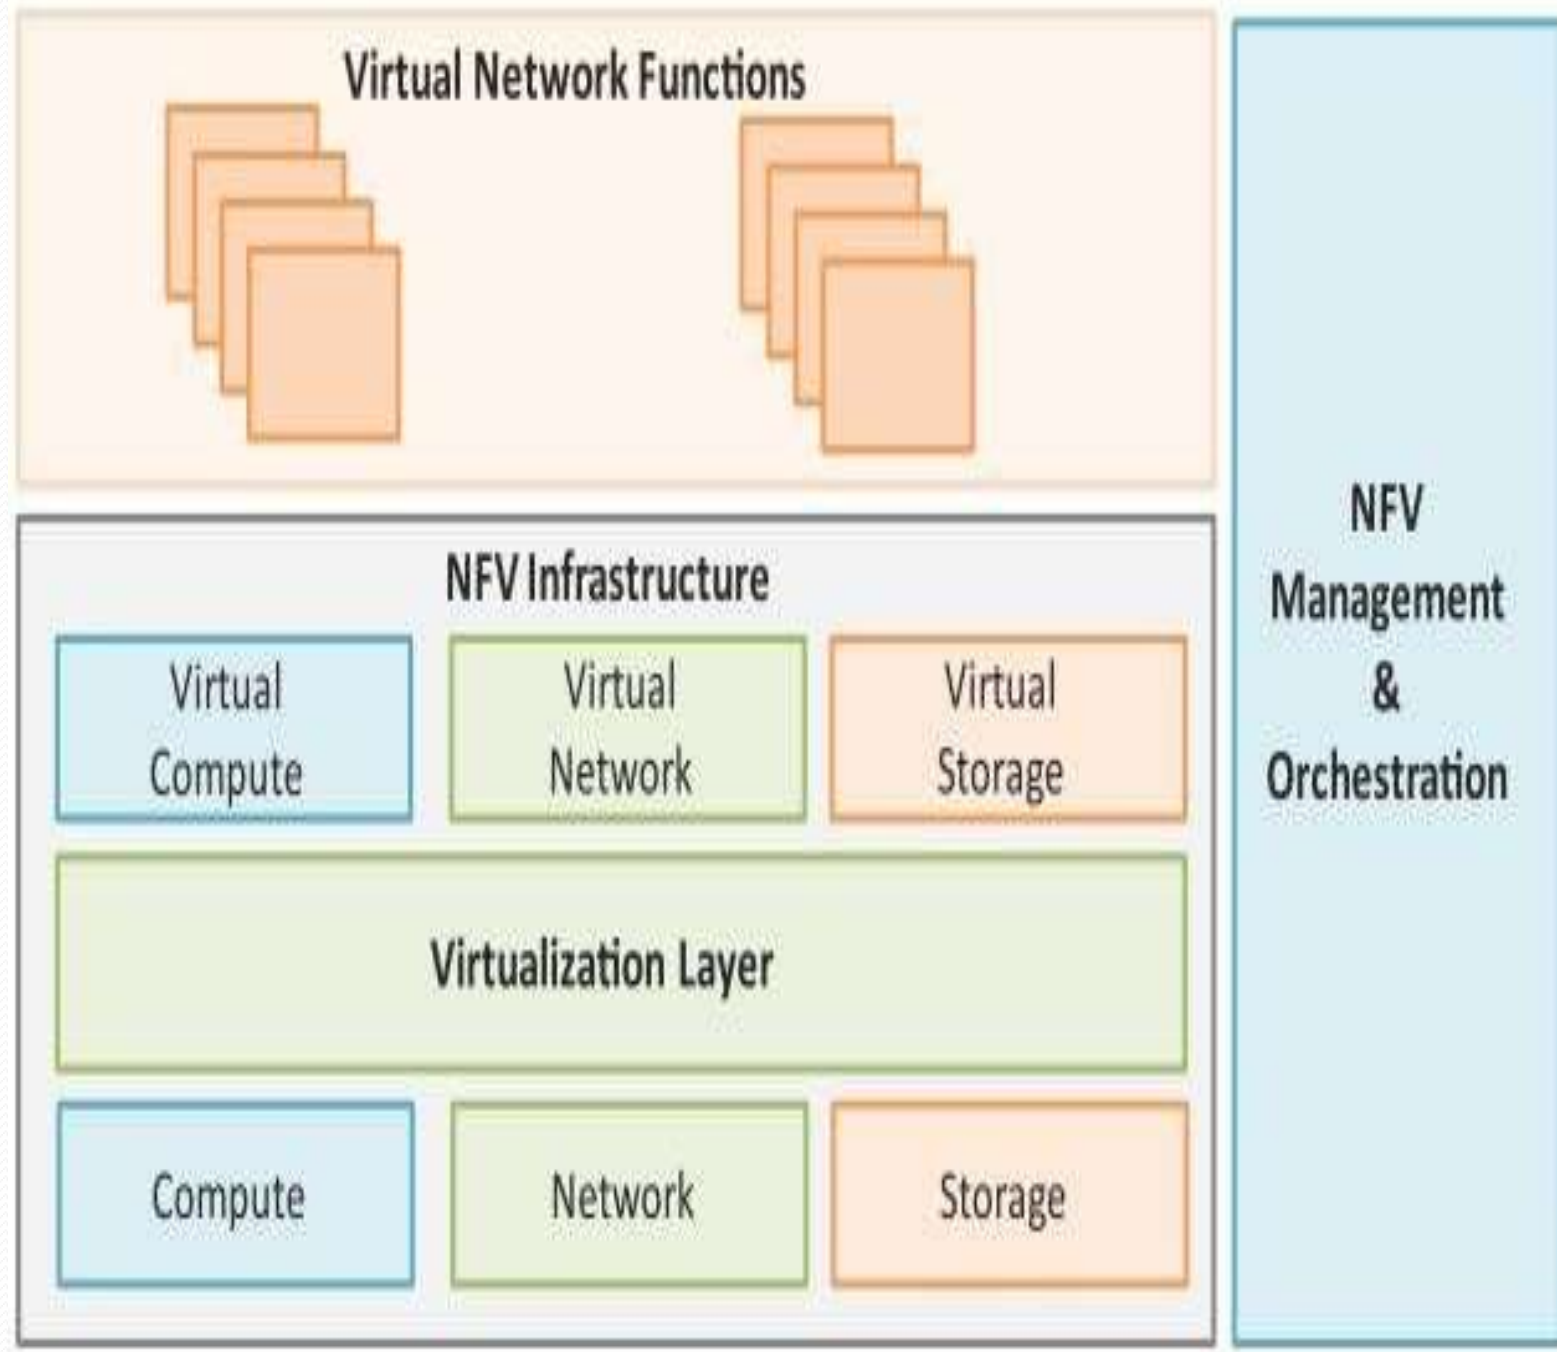 Virtual Network Functions
NFV Infrastructure
Virtual
Compute
Virtual
Network
Virtual
Storage
Virtualization Layer
Compute
Network
Storage
NFV
Management
&
Orchestration